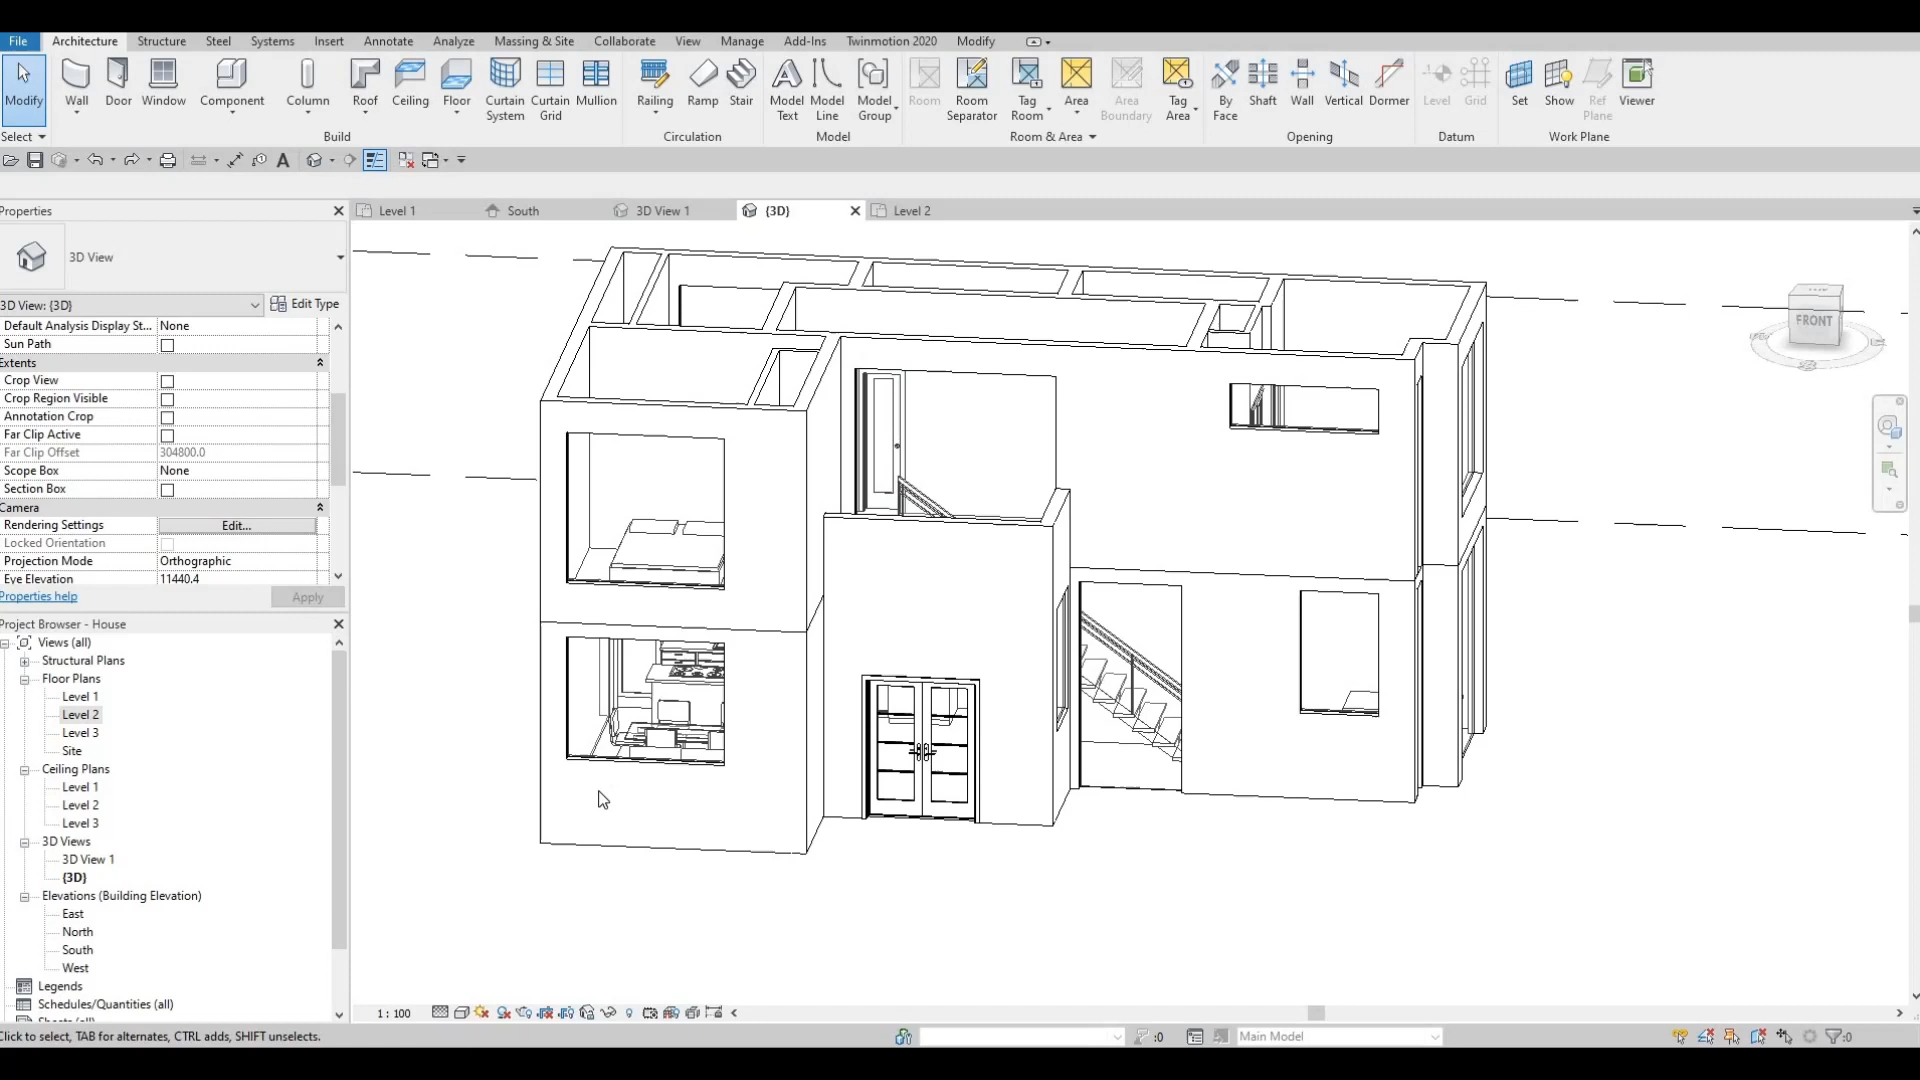 File Architecture Structure Steel Systems Insert Annotate Analyze Massing & Site Collaborate View Manage Add-Ins Twinmotion 2020 Modify
Modify Wall Door Window Component Column Roof Ceiling Floor Curtain System Curtain Grid Mullion Railing Ramp Stair Model Text Model Line Model Group Room Room Separator Tag Room Area Area Boundary Tag Area By Face Shaft Wall Vertical Dormer Level Grid Set Show Ref Plane Viewer
Select Build Circulation Model Room & Area Opening Datum Work Plane
Properties
Level 1 South 3D View 1 {3D} Level 2
3D View
3D View: {3D} Edit Type
Default Analysis Display St... None
Sun Path
Extents
Crop View
Crop Region Visible
Annotation Crop
Far Clip Active
Far Clip Offset 304800.0
Scope Box None
Section Box
Camera
Rendering Settings Edit...
Locked Orientation
Projection Mode Orthographic
Eye Elevation 11440.4
Properties help Apply
FRONT
Project Browser - House
Views (all)
Structural Plans
Floor Plans
Level 1
Level 2
Level 3
Site
Ceiling Plans
Level 1
Level 2
Level 3
3D Views
3D View 1
{3D}
Elevations (Building Elevation)
East
North
South
West
Legends
Schedules/Quantities (all)
1 : 100
Click to select, TAB for alternates, CTRL adds, SHIFT unselects. :0 Main Model :0